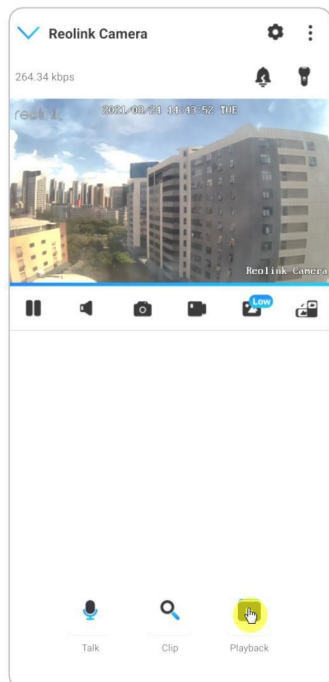 Reolink Camera
264.34 kbps
reolink
2021/08/24 14:43:52 TUE
Reolink Camera
Low
Talk
Clip
Playback